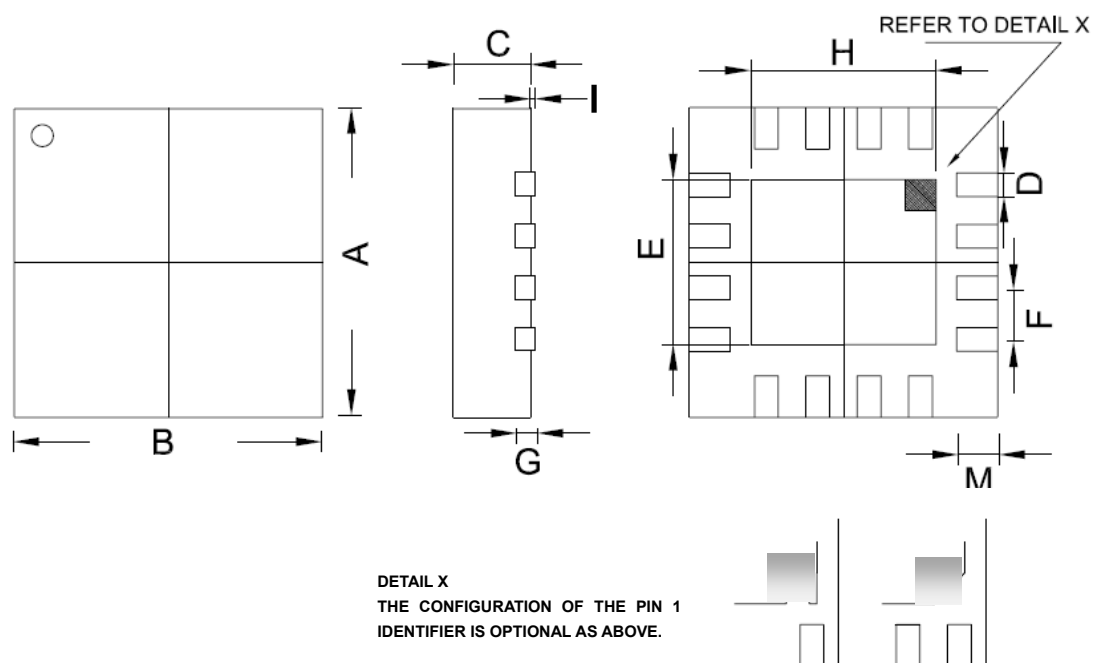 REFER TO DETAIL X
C
H
I
D
A
E
F
B
G
M
DETAIL X
THE CONFIGURATION OF THE PIN 1
IDENTIFIER IS OPTIONAL AS ABOVE.